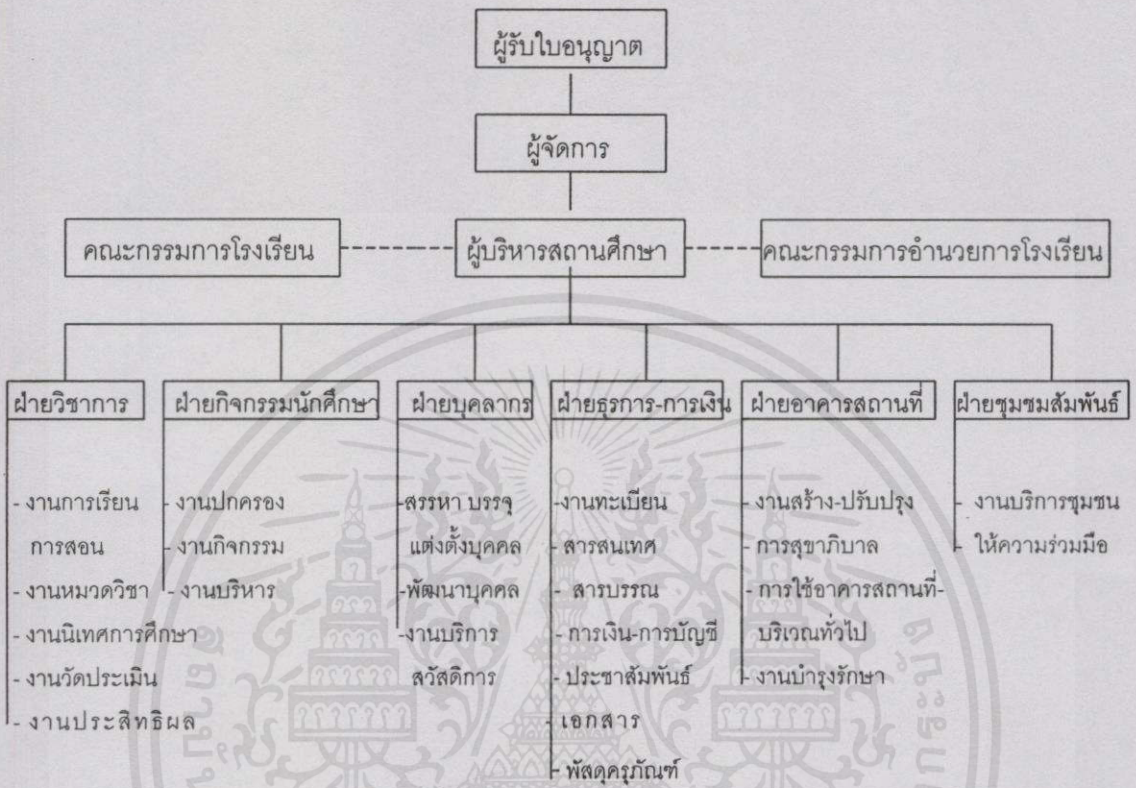 ผู้รับใบอนุญาต
ผู้จัดการ
คณะกรรมการโรงเรียน
ผู้บริหารสถานศึกษา
คณะกรรมการอำนวยการโรงเรียน
ฝ่ายวิชาการ
- งานการเรียน
การสอน
- งานหมวดวิชา
- งานนิเทศการศึกษา
- งานวัดประเมิน
- งานประสิทธิผล
ฝ่ายกิจกรรมนักศึกษา
- งานปกครอง
- งานกิจกรรม
- งานบริหาร
ฝ่ายบุคลากร
-สรรหา บรรจุ
แต่งตั้งบุคคล
-พัฒนาบุคคล
-งานบริการ
สวัสดิการ
ฝ่ายธุรการ-การเงิน
-งานทะเบียน
- สารสนเทศ
- สารบรรณ
- การเงิน-การบัญชี
- ประชาสัมพันธ์
- เอกสาร
- พัสดุครุภัณฑ์
ฝ่ายอาคารสถานที่
- งานสร้าง-ปรับปรุง
- การสุขาภิบาล
- การใช้อาคารสถานที่-
บริเวณทั่วไป
- งานบำรุงรักษา
ฝ่ายชุมชนสัมพันธ์
- งานบริการชุมชน
- ให้ความร่วมมือ